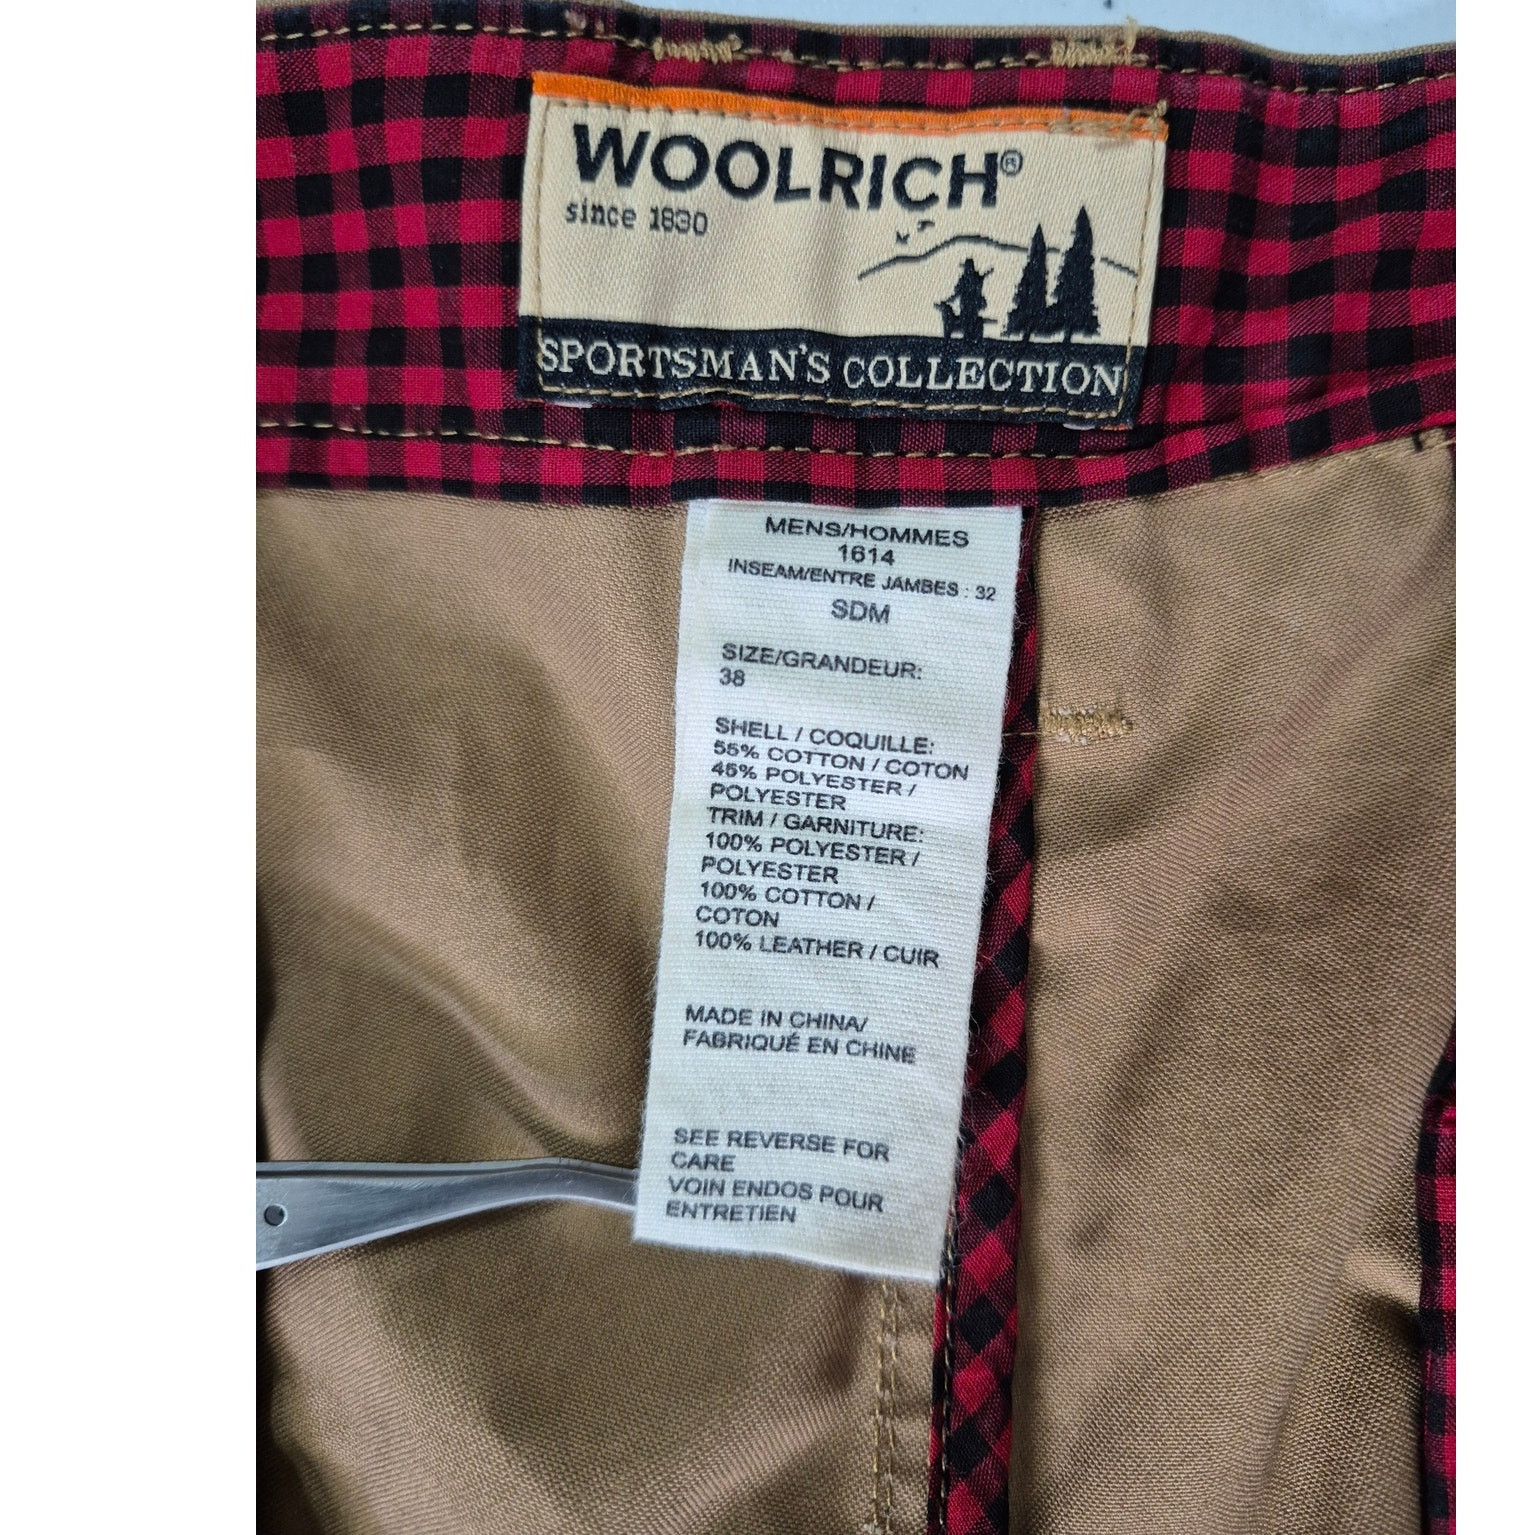 WOOLRICH®
since 1830
SPORTSMAN'S COLLECTION
MENS/HOMMES
1614
INSEAM/ENTRE JAMBES : 32
SDM
SIZE/GRANDEUR:
38
SHELL / COQUILLE:
55% COTTON / COTON
45% POLYESTER /
POLYESTER
TRIM / GARNITURE:
100% POLYESTER /
POLYESTER
100% COTTON /
COTON
100% LEATHER / CUIR
MADE IN CHINA/
FABRIQUÉ EN CHINE
SEE REVERSE FOR
CARE
VOIN ENDOS POUR
ENTRETIEN